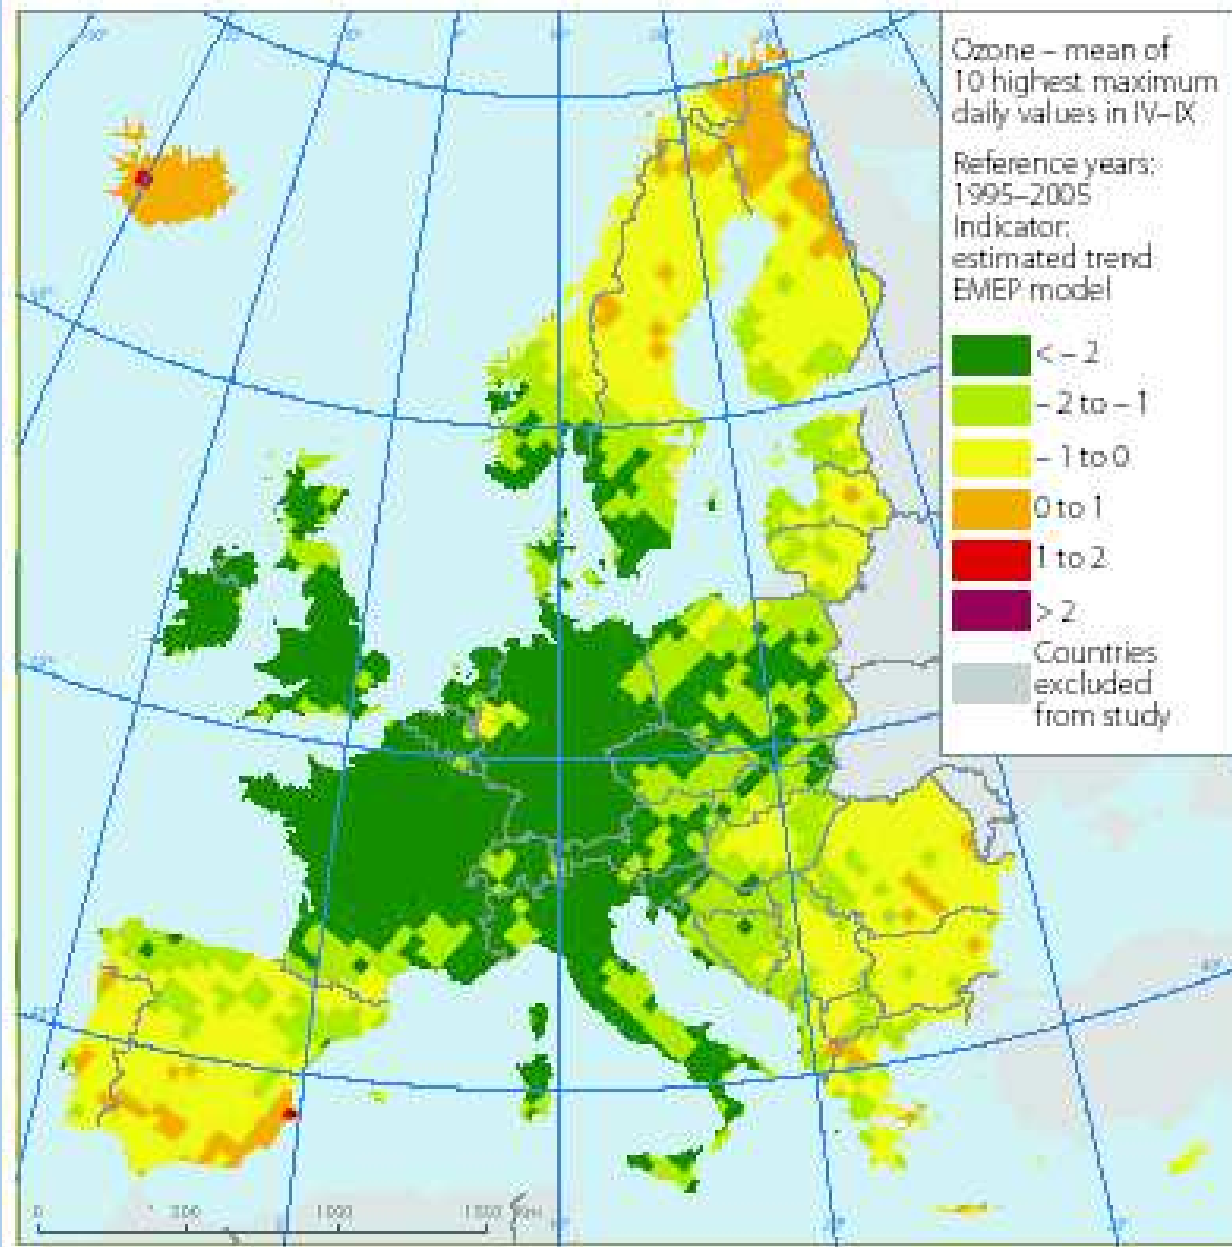 Ozone – mean of
10 highest maximum
daily values in IV–IX
Reference years:
1995–2005
Indicator:
estimated trend
EMEP model
< – 2
– 2 to – 1
– 1 to 0
0 to 1
1 to 2
> 2
Countries
excluded
from study
0 500 1000 1500 Km